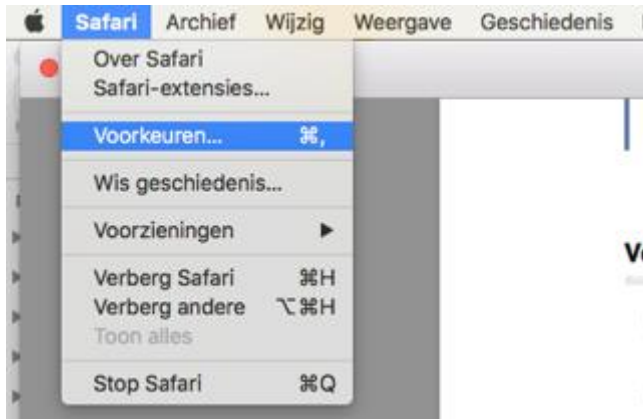 Safari Archief Wijzig Weergave Geschiedenis
Over Safari
Safari-extensies...
Voorkeuren... ⌘,
Wis geschiedenis...
Voorzieningen ▶
Verberg Safari ⌘H
Verberg andere ⌥⌘H
Toon alles
Stop Safari ⌘Q